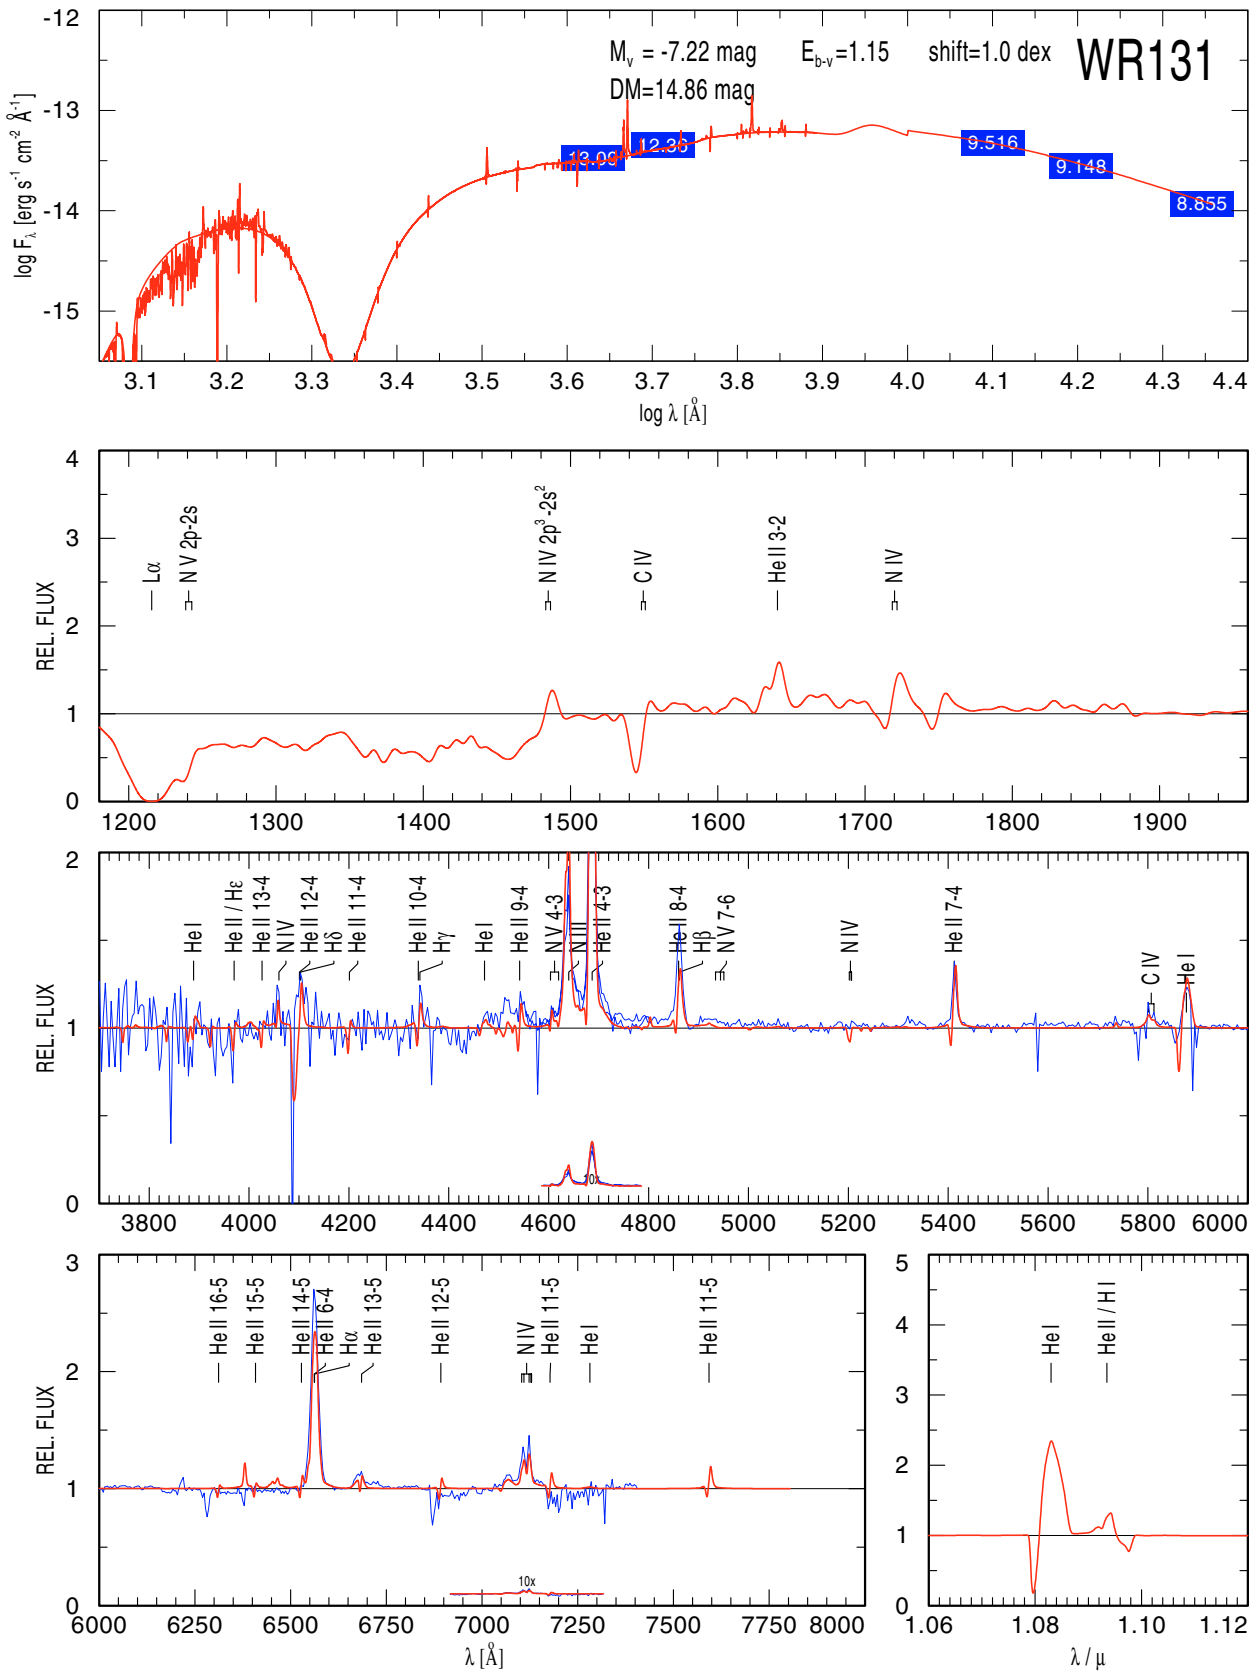 WR131
M_v = -7.22 mag E_b-v=1.15 shift=1.0 dex
DM=14.86 mag
-12
-13
-14
-15
log F_λ [erg s⁻¹ cm⁻² Å⁻¹]
13.09 12.36 9.516 9.148 8.855
3.1 3.2 3.3 3.4 3.5 3.6 3.7 3.8 3.9 4.0 4.1 4.2 4.3 4.4
log λ [Å]
4
3
2
1
0
REL. FLUX
Lα
N V 2p-2s
N IV 2p³-2s²
C IV
He II 3-2
N IV
1200 1300 1400 1500 1600 1700 1800 1900
2
1
0
REL. FLUX
He I
He II / Hε
He II 13-4
N IV
He II 12-4
Hδ
He II 11-4
He II 10-4
Hγ
He I
He II 9-4
N V 4-3
N III
He II 4-3
He II 8-4
Hβ
N V 7-6
N IV
He II 7-4
C IV
He I
10x
3800 4000 4200 4400 4600 4800 5000 5200 5400 5600 5800 6000
3
2
1
0
REL. FLUX
He II 16-5
He II 15-5
He II 14-5
He II 6-4
Hα
He II 13-5
He II 12-5
N IV
He II 11-5
He I
He II 11-5
10x
6000 6250 6500 6750 7000 7250 7500 7750 8000
λ [Å]
5
4
3
2
1
0
He I
He II / H I
1.06 1.08 1.10 1.12
λ / μ